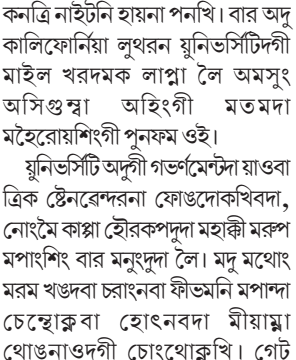 কনত্রি নাইটনি হায়না পনখি। বার অদু
কালিফোর্নিয়া লুথরন য়ুনিভর্সিটিদগী
মাইল খরদমক লাপ্না লৈ অমসুং
অসিগুম্বা অহিংগী মতমদা
মহৈরোয়শিংগী পুনফম ওই।
য়ুনিভর্সিটি অদুগী গভর্ণমেন্টদা য়াওবা
ত্রিক ষ্টেনৱেন্দরনা ফোঙদোকখিবদা,
নোংমৈ কাপ্পা হৌরকপদুদা মহাক্কী মরুপ
মপাংশিং বার মনুংদুদা লৈ। মদু মথোং
মরম খঙদবা চরাংনবা ফীভমনি মপান্দা
চেন্থোক্নবা হোৎনবদা মীয়াম্না
থোঙনাওদগী চোংথোক্লখি। গেট